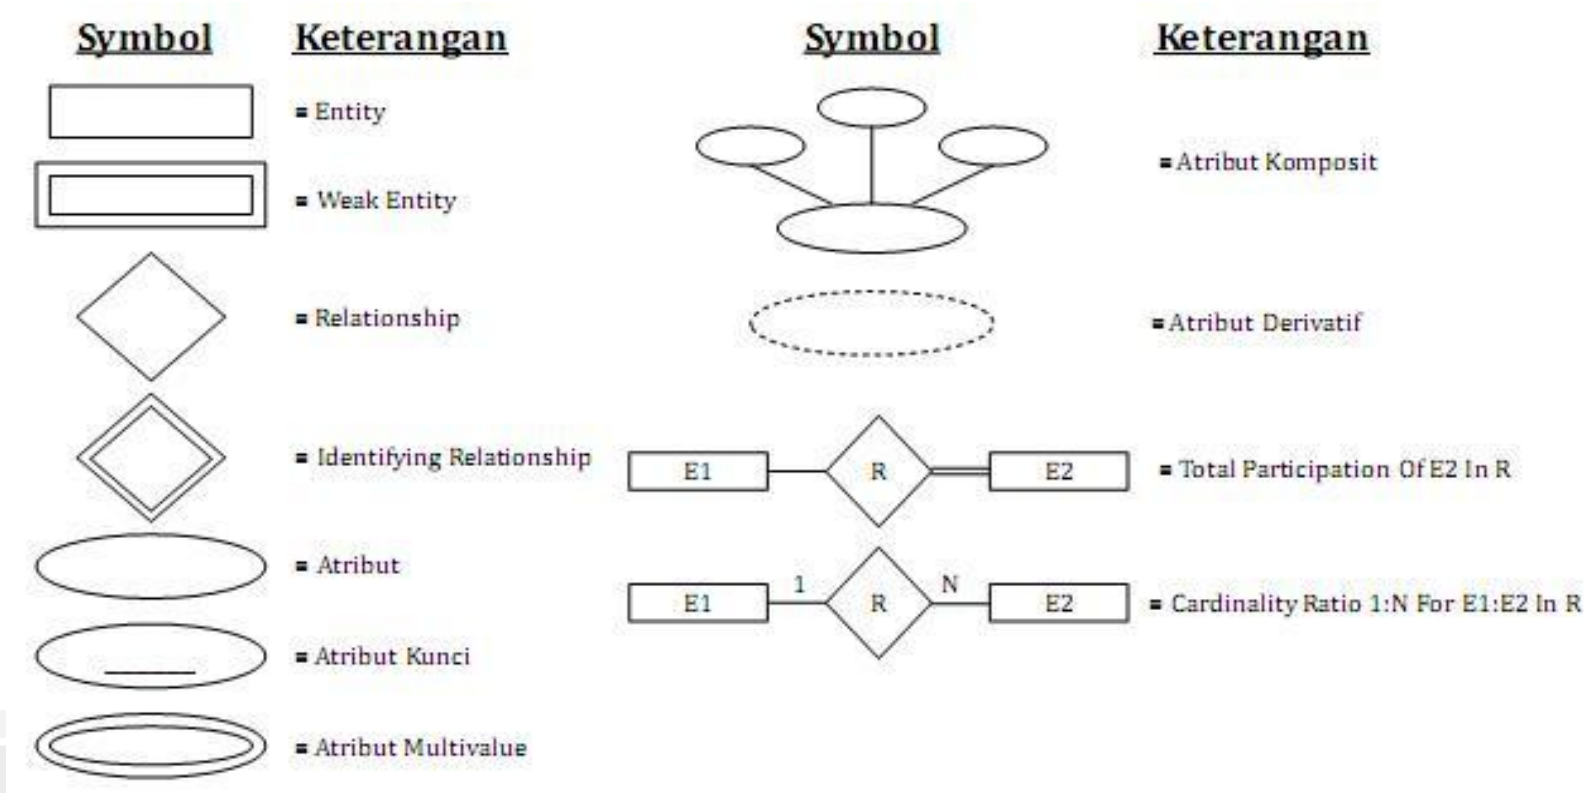 Symbol Keterangan
= Entity
= Weak Entity
= Relationship
= Identifying Relationship
= Atribut
= Atribut Kunci
= Atribut Multivalue
Symbol Keterangan
= Atribut Komposit
= Atribut Derivatif
E1 R E2 = Total Participation Of E2 In R
E1 1 R N E2 = Cardinality Ratio 1:N For E1:E2 In R